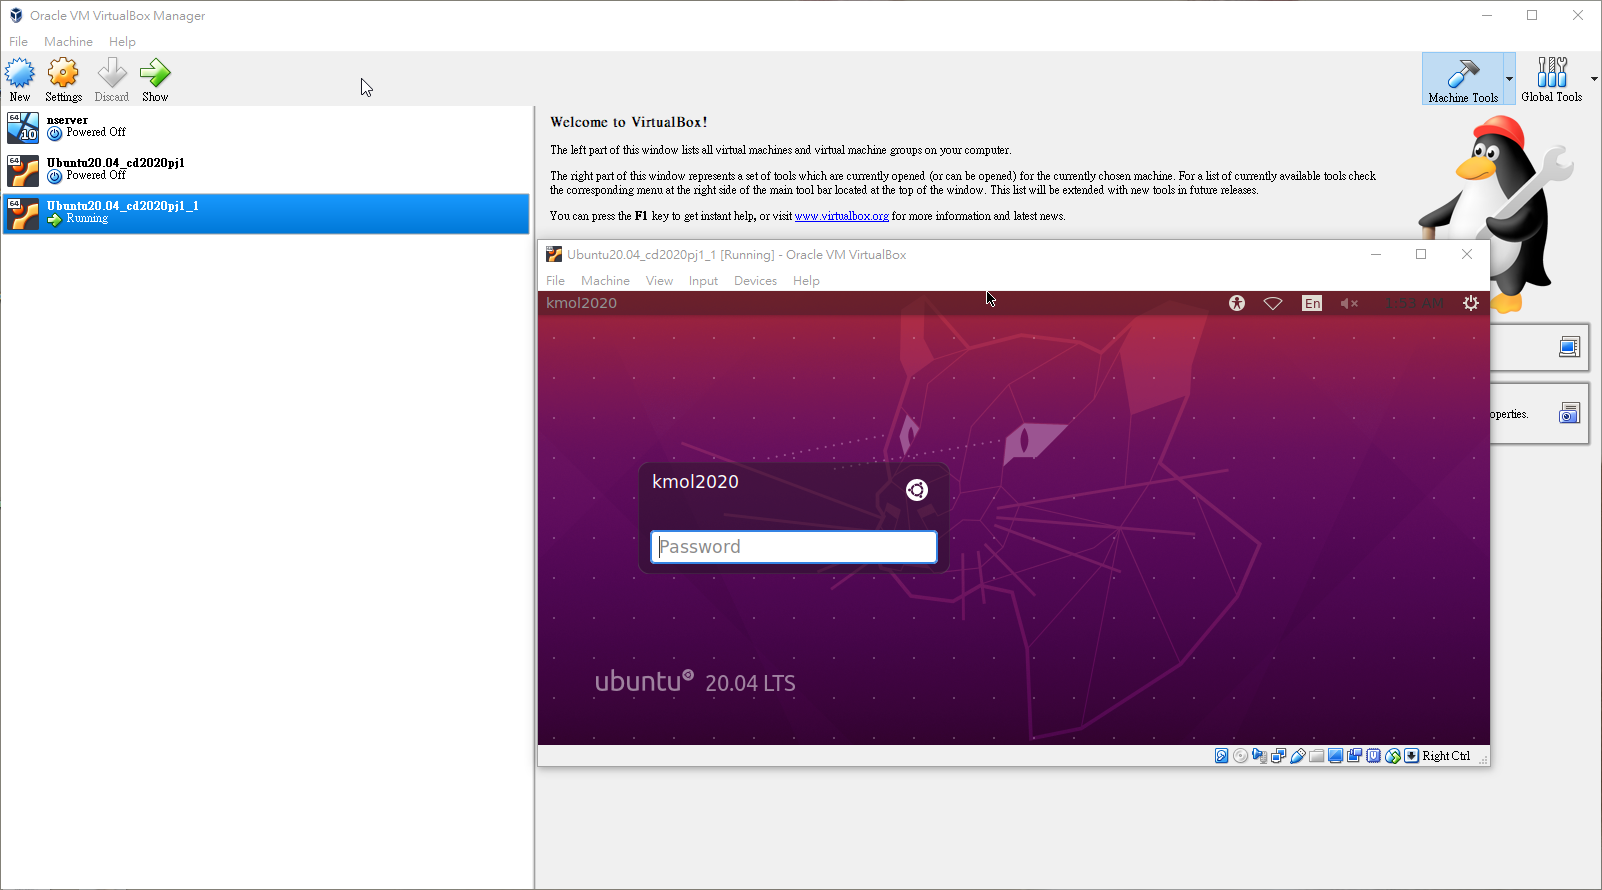 Oracle VM VirtualBox Manager
File Machine Help
New Settings Discard Show
Machine Tools Global Tools
nserver
Powered Off
Ubuntu20.04_cd2020pj1
Powered Off
Ubuntu20.04_cd2020pj1_1
Running
Welcome to VirtualBox!
The left part of this window lists all virtual machines and virtual machine groups on your computer.
The right part of this window represents a set of tools which are currently opened (or can be opened) for the currently chosen machine. For a list of currently available tools check
the corresponding menu at the right side of the main tool bar located at the top of the window. This list will be extended with new tools in future releases.
You can press the F1 key to get instant help, or visit www.virtualbox.org for more information and latest news.
Ubuntu20.04_cd2020pj1_1 [Running] - Oracle VM VirtualBox
File Machine View Input Devices Help
kmol2020 En 1:53 AM
operties.
kmol2020
Password
ubuntu 20.04 LTS
Right Ctrl